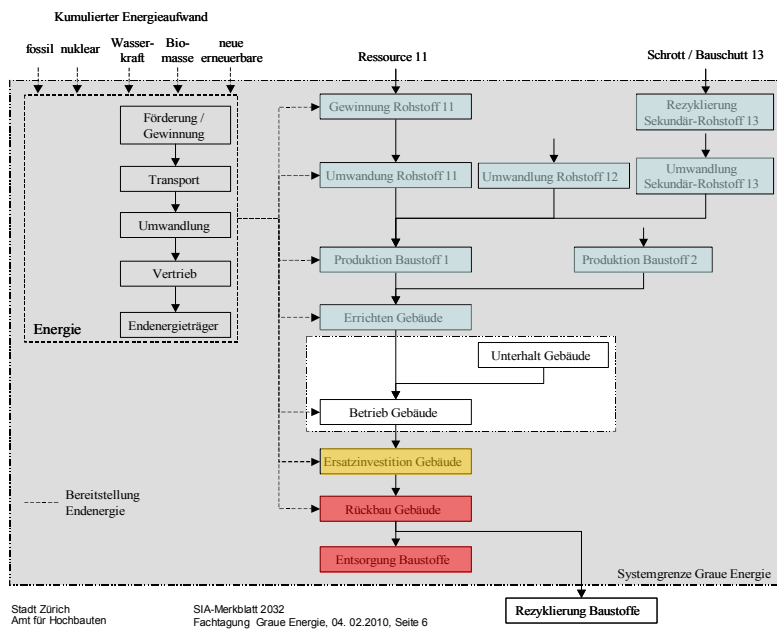 Kumulierter Energieaufwand
fossil nuklear Wasser-
kraft Bio-
masse neue
erneuerbare
Ressource 11
Schrott / Bauschutt 13
Förderung /
Gewinnung
Transport
Umwandlung
Vertrieb
Endenergieträger
Energie
Gewinnung Rohstoff 11
Rezyklierung
Sekundär-Rohstoff 13
Umwandung Rohstoff 11
Umwandlung Rohstoff 12
Umwandlung
Sekundär-Rohstoff 13
Produktion Baustoff 1
Produktion Baustoff 2
Errichten Gebäude
Unterhalt Gebäude
Betrieb Gebäude
Ersatzinvestition Gebäude
Rückbau Gebäude
Entsorgung Baustoffe
Bereitstellung
Endenergie
Systemgrenze Graue Energie
Rezyklierung Baustoffe
Stadt Zürich
Amt für Hochbauten
SIA-Merkblatt 2032
Fachtagung Graue Energie, 04. 02.2010, Seite 6